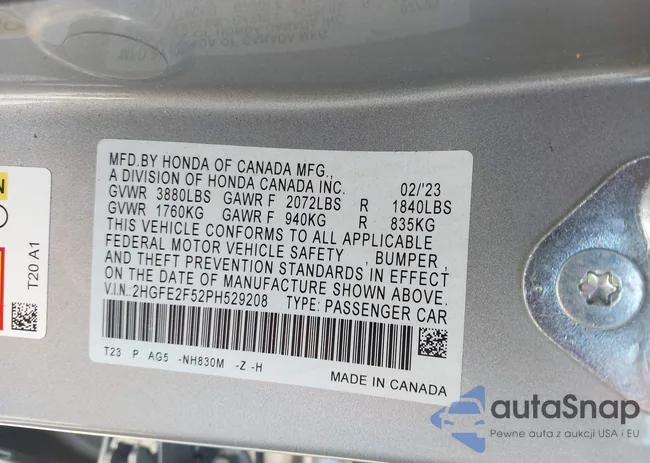 MFD.BY HONDA OF CANADA MFG.,
A DIVISION OF HONDA CANADA INC. 02/'23
GVWR 3880LBS GAWR F 2072LBS R 1840LBS
GVWR 1760KG GAWR F 940KG R 835KG
THIS VEHICLE CONFORMS TO ALL APPLICABLE
FEDERAL MOTOR VEHICLE SAFETY , BUMPER ,
AND THEFT PREVENTION STANDARDS IN EFFECT
ON THE DATE OF MANUFACTURE SHOWN ABOVE.
V.I.N.:2HGFE2F52PH529208 TYPE: PASSENGER CAR
T23 P AG5 -NH830M -Z -H
MADE IN CANADA
T20 A1
N
autaSnap
Pewne auta z aukcji USA i EU